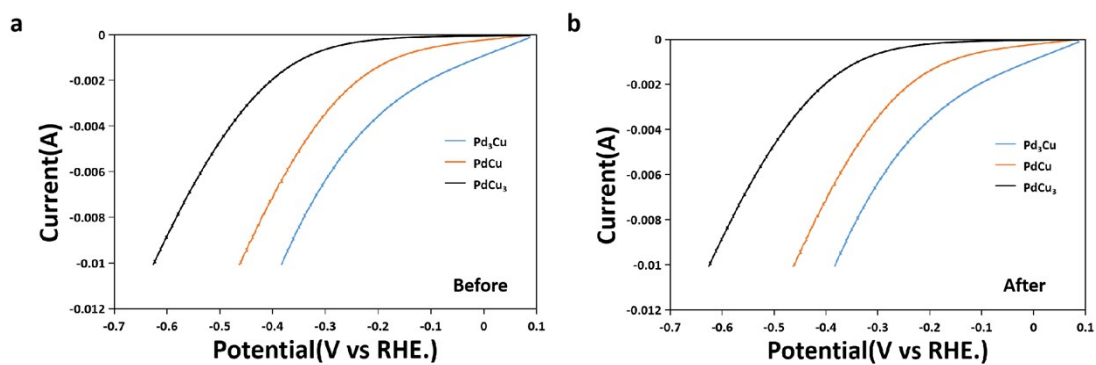 a
0
-0.002
-0.004
-0.006
-0.008
-0.01
-0.012
Current(A)
Pd₃Cu
PdCu
PdCu₃
Before
-0.7 -0.6 -0.5 -0.4 -0.3 -0.2 -0.1 0 0.1
Potential(V vs RHE.)
b
0
-0.002
-0.004
-0.006
-0.008
-0.01
-0.012
Current(A)
Pd₃Cu
PdCu
PdCu₃
After
-0.7 -0.6 -0.5 -0.4 -0.3 -0.2 -0.1 0 0.1
Potential(V vs RHE.)